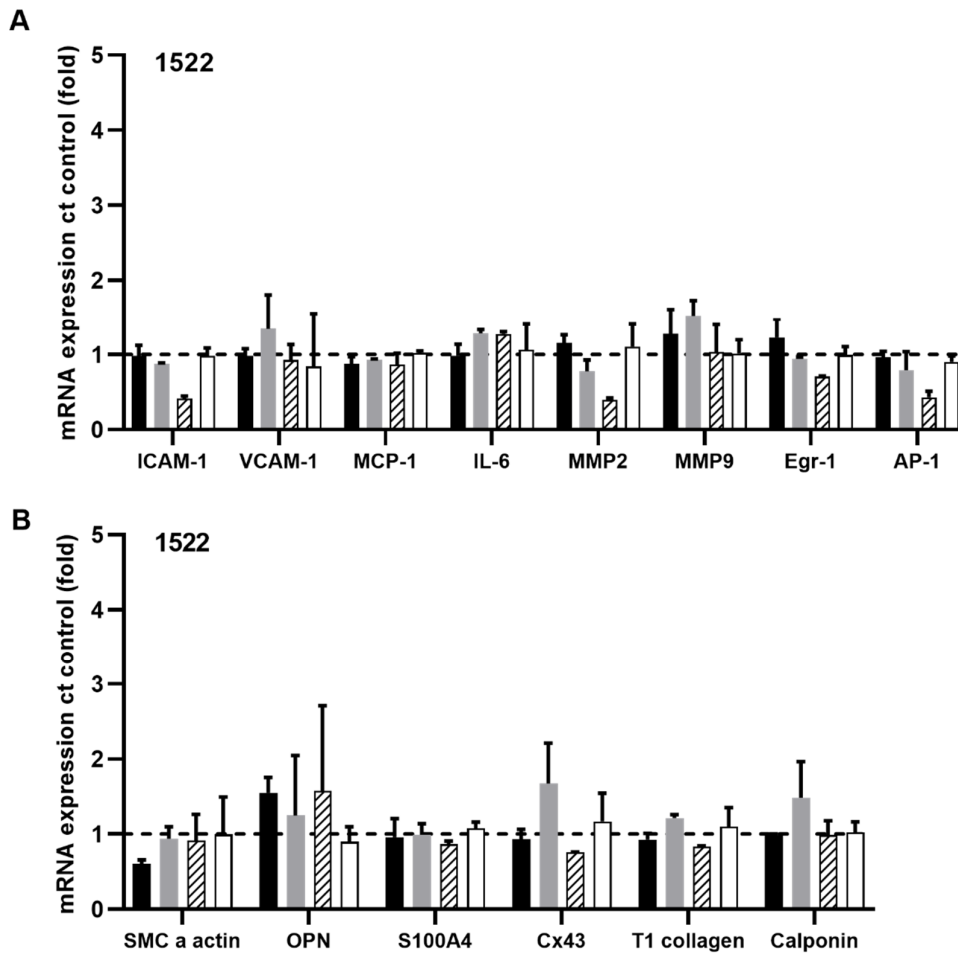 A
1522
mRNA expression ct control (fold)
5
4
3
2
1
0
ICAM-1 VCAM-1 MCP-1 IL-6 MMP2 MMP9 Egr-1 AP-1
B
1522
mRNA expression ct control (fold)
5
4
3
2
1
0
SMC a actin OPN S100A4 Cx43 T1 collagen Calponin